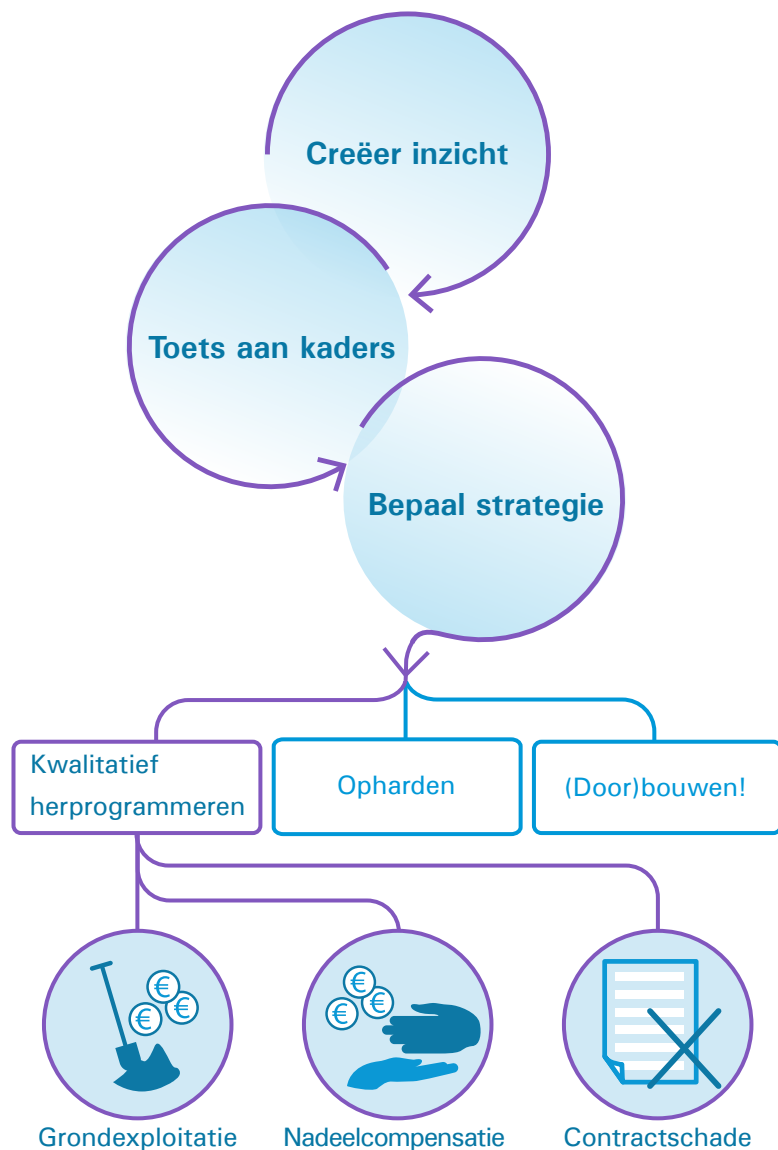 Creëer inzicht
Toets aan kaders
Bepaal strategie
Kwalitatief
herprogrammeren
Opharden
(Door)bouwen!
€
€
€
€
€
€
Grondexploitatie
Nadeelcompensatie
Contractschade